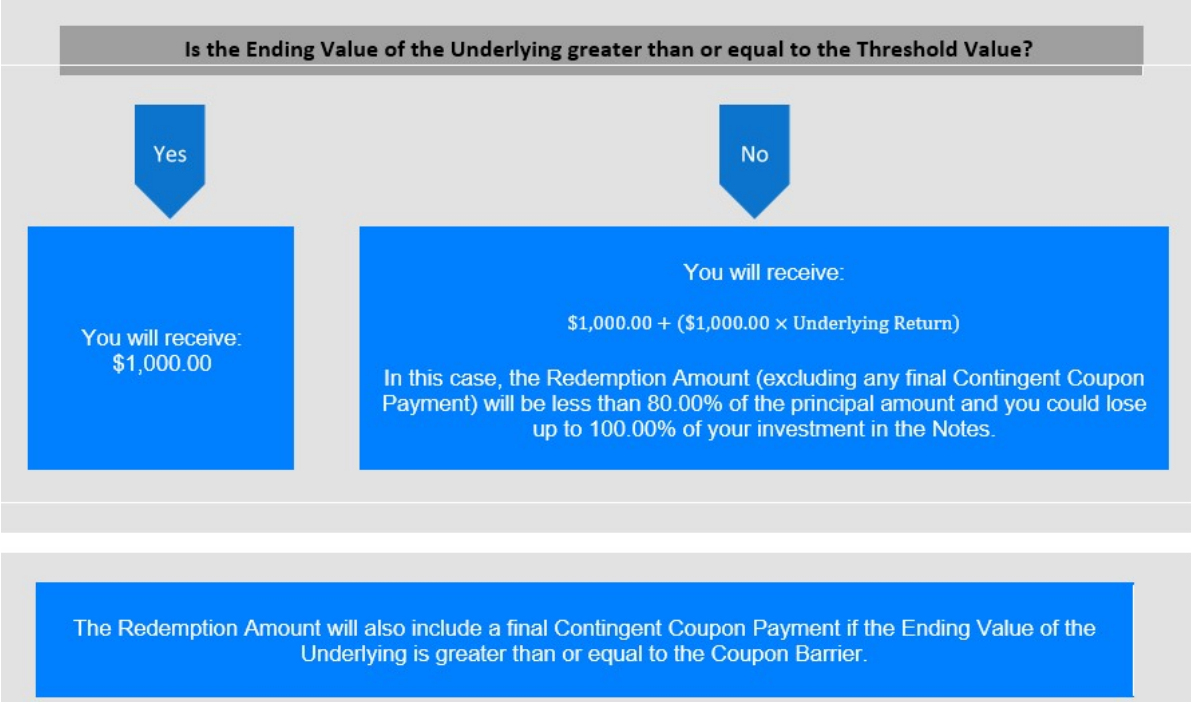 Is the Ending Value of the Underlying greater than or equal to the Threshold Value?
Yes
No
You will receive:
$1,000.00
You will receive:
$1,000.00 + ($1,000.00 × Underlying Return)
In this case, the Redemption Amount (excluding any final Contingent Coupon
Payment) will be less than 80.00% of the principal amount and you could lose
up to 100.00% of your investment in the Notes.
The Redemption Amount will also include a final Contingent Coupon Payment if the Ending Value of the
Underlying is greater than or equal to the Coupon Barrier.